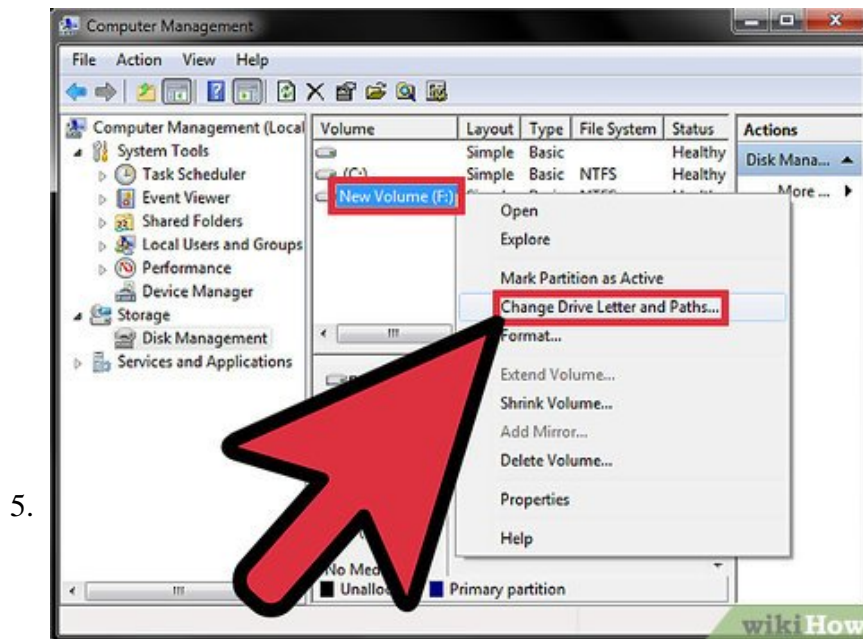 Computer Management
File Action View Help
Computer Management (Local
System Tools
Task Scheduler
Event Viewer
Shared Folders
Local Users and Groups
Performance
Device Manager
Storage
Disk Management
Services and Applications
Volume Layout Type File System Status
Simple Basic Healthy
(C:) Simple Basic NTFS Healthy
New Volume (F:)
Actions
Disk Mana...
More ...
Open
Explore
Mark Partition as Active
Change Drive Letter and Paths...
Format...
Extend Volume...
Shrink Volume...
Add Mirror...
Delete Volume...
Properties
Help
5.
No Med
Unalloc Primary partition
wikiHow